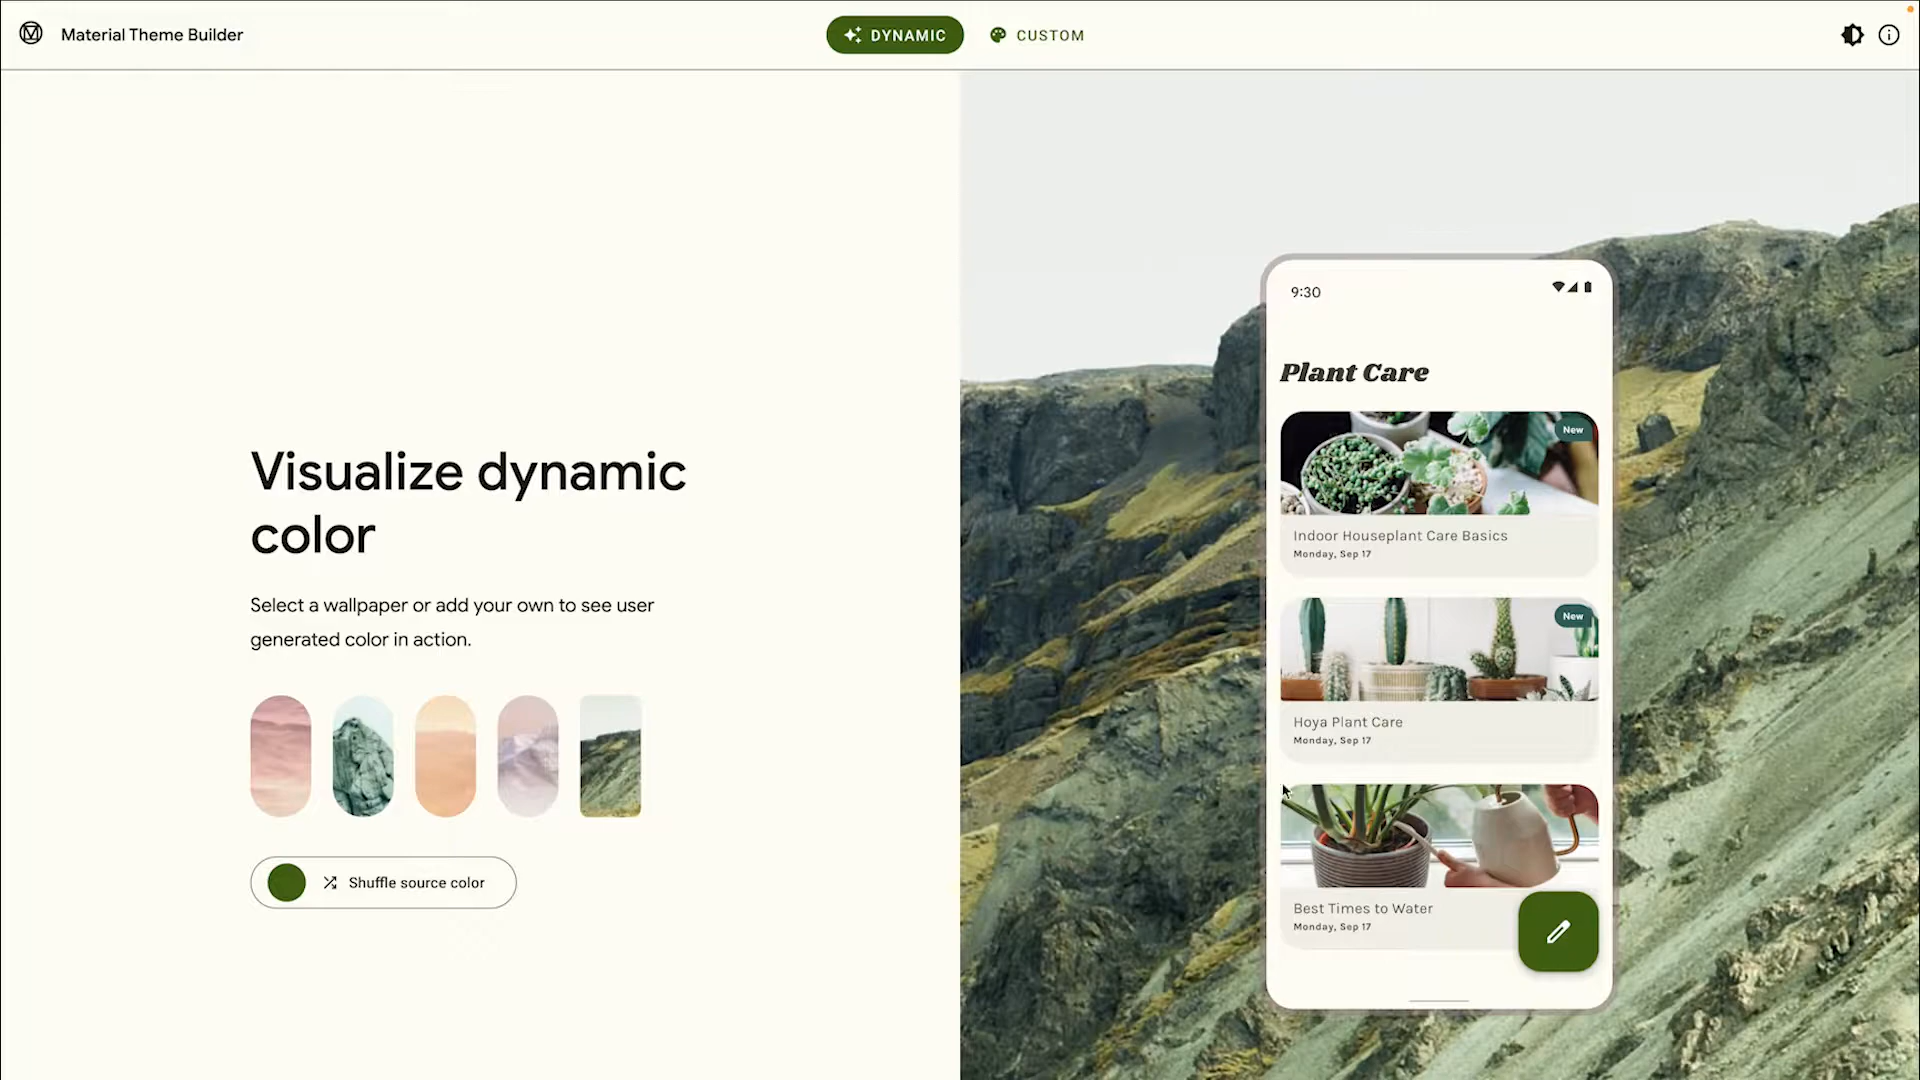 Material Theme Builder
DYNAMIC
CUSTOM
Visualize dynamic
color
Select a wallpaper or add your own to see user
generated color in action.
Shuffle source color
9:30
Plant Care
New
Indoor Houseplant Care Basics
Monday, Sep 17
New
Hoya Plant Care
Monday, Sep 17
Best Times to Water
Monday, Sep 17